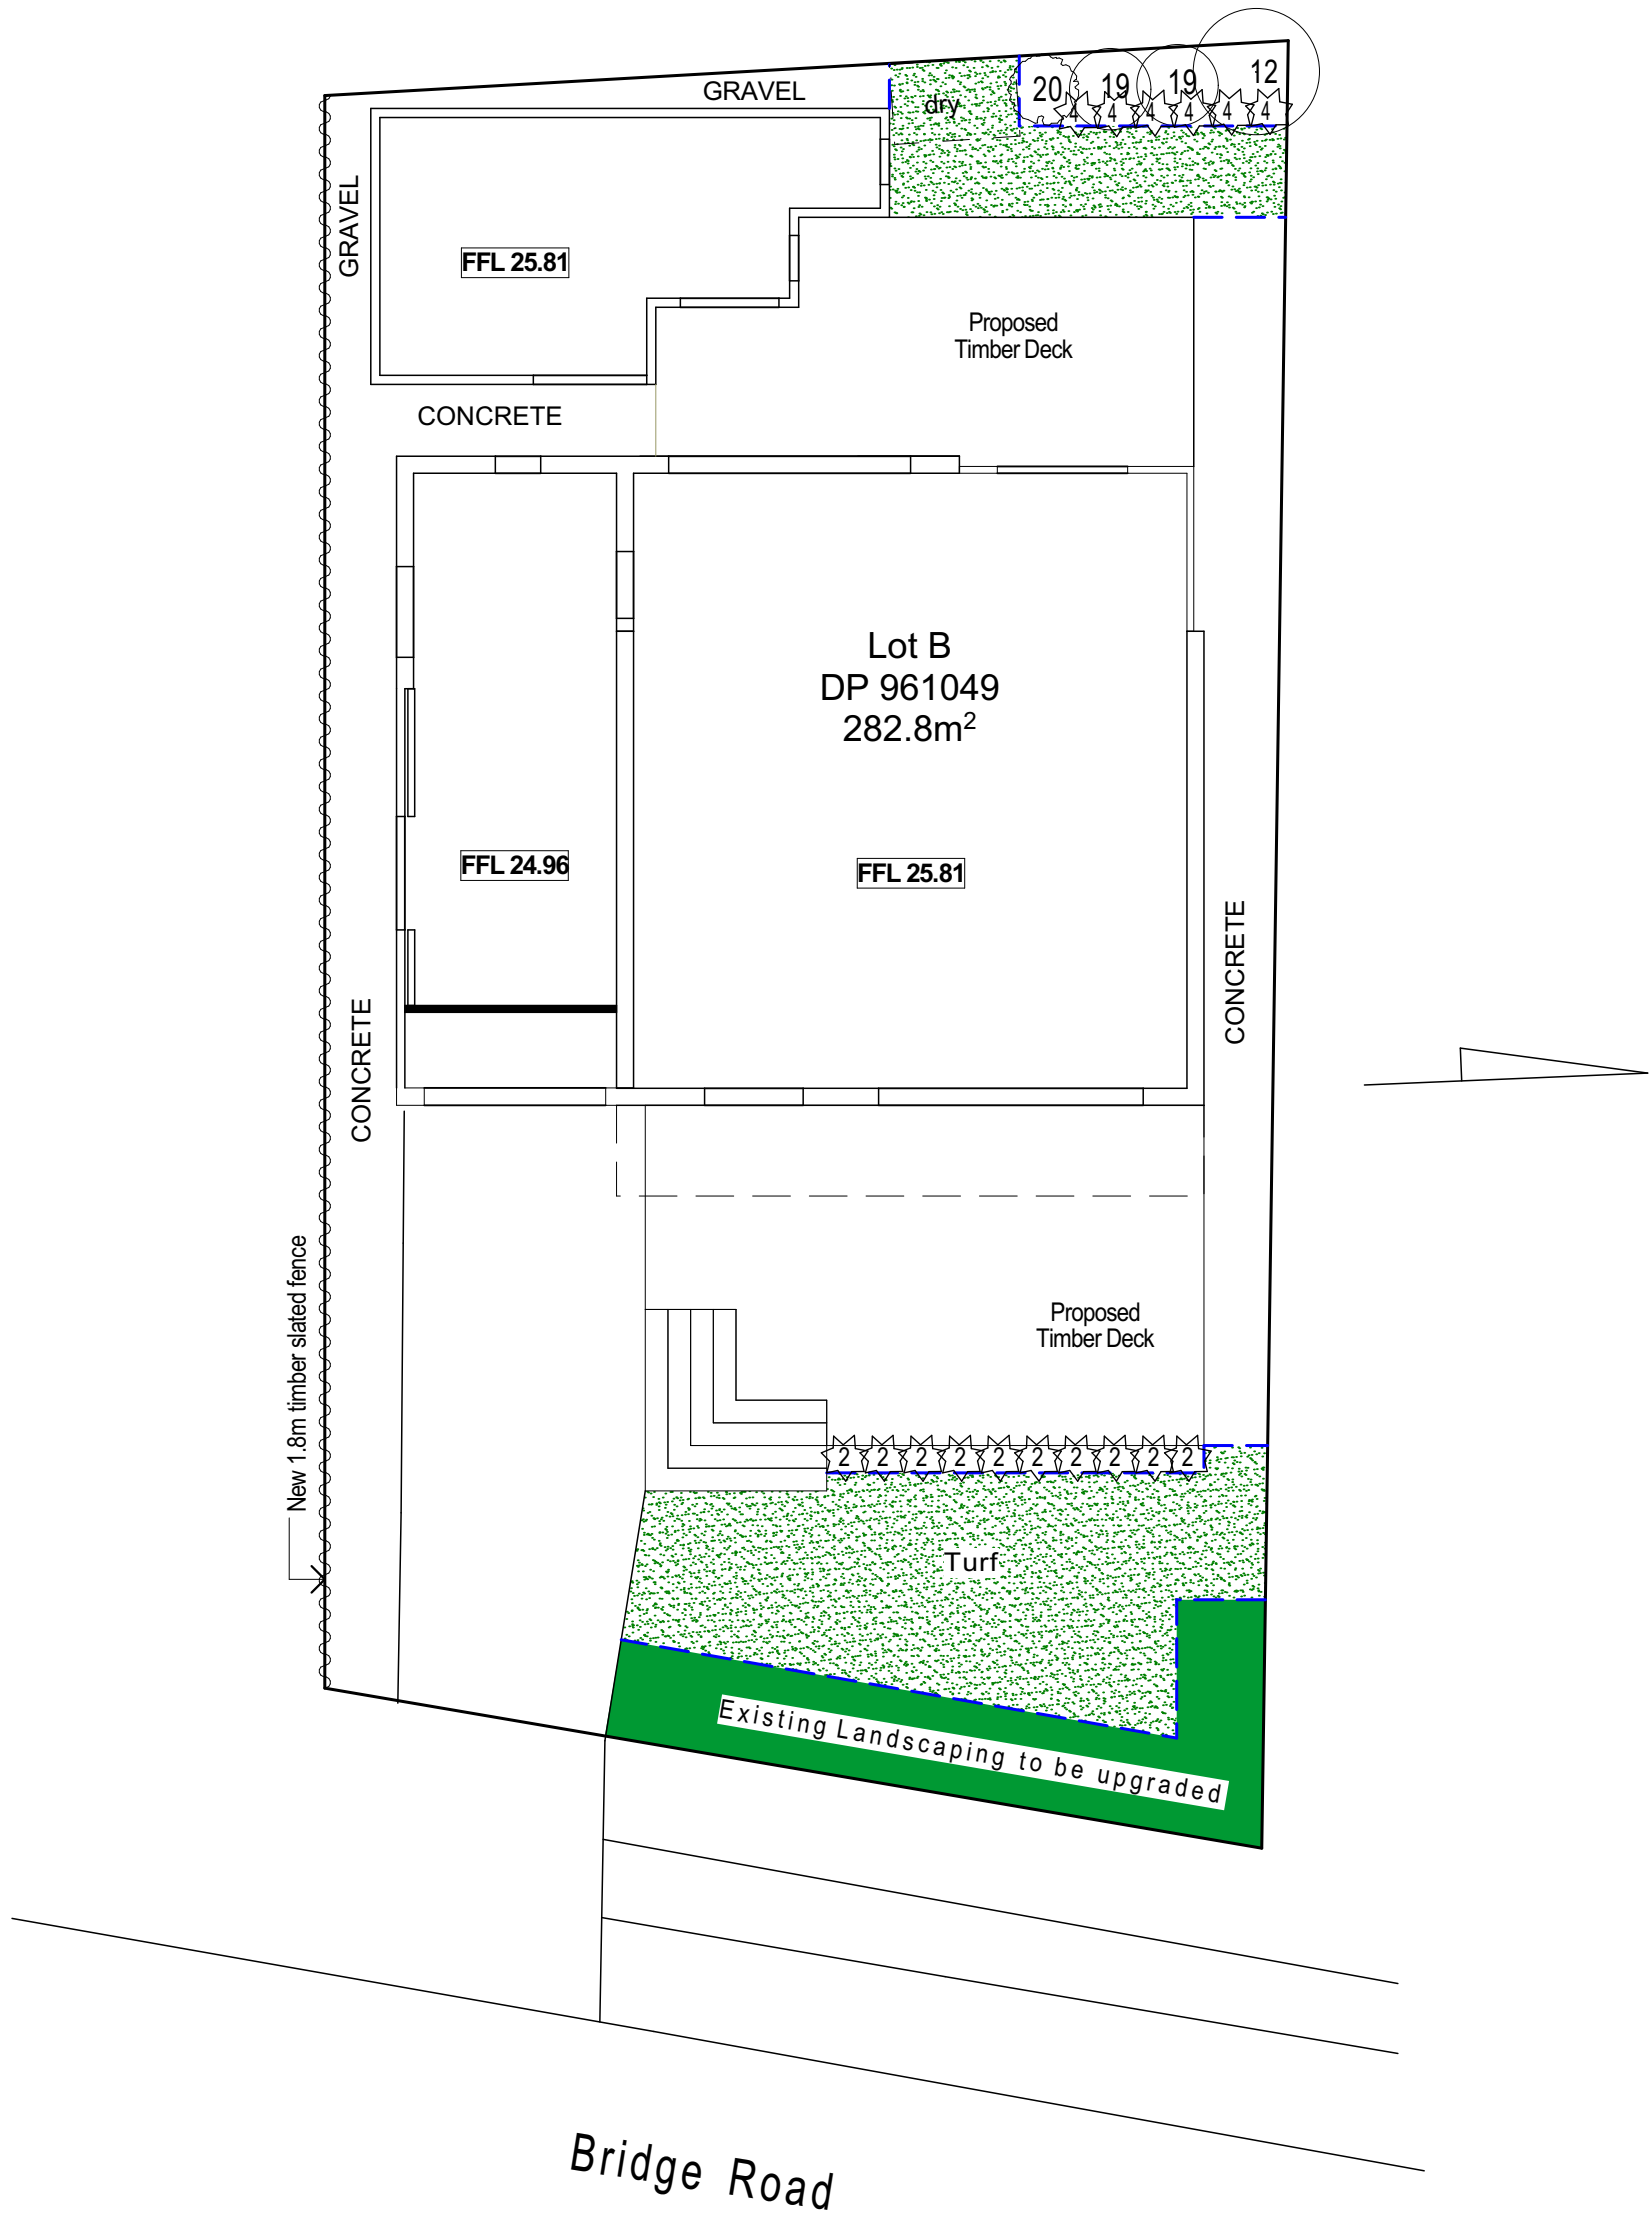 GRAVEL
dry
20
19
19
12
4
4
4
4
4
4
GRAVEL
FFL 25.81
Proposed
Timber Deck
CONCRETE
Lot B
DP 961049
282.8m²
FFL 24.96
FFL 25.81
CONCRETE
CONCRETE
New 1.8m timber slated fence
Proposed
Timber Deck
2
2
2
2
2
2
2
2
2
2
Turf
Existing Landscaping to be upgraded
Bridge Road